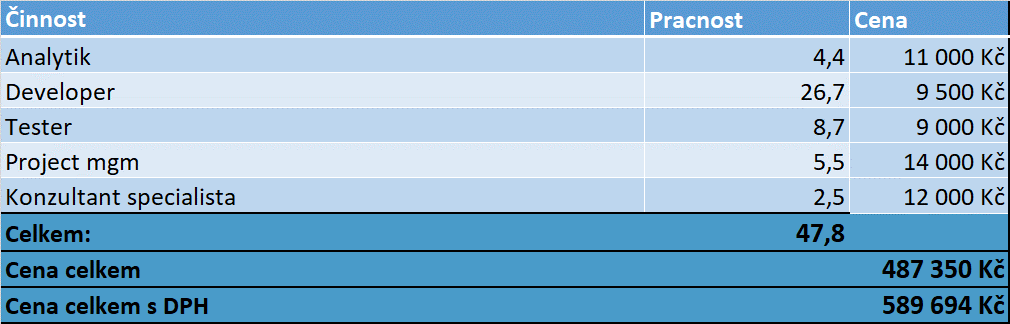 Činnost Pracnost Cena
Analytik 4,4 11 000 Kč
Developer 26,7 9 500 Kč
Tester 8,7 9 000 Kč
Project mgm 5,5 14 000 Kč
Konzultant specialista 2,5 12 000 Kč
Celkem: 47,8
Cena celkem 487 350 Kč
Cena celkem s DPH 589 694 Kč